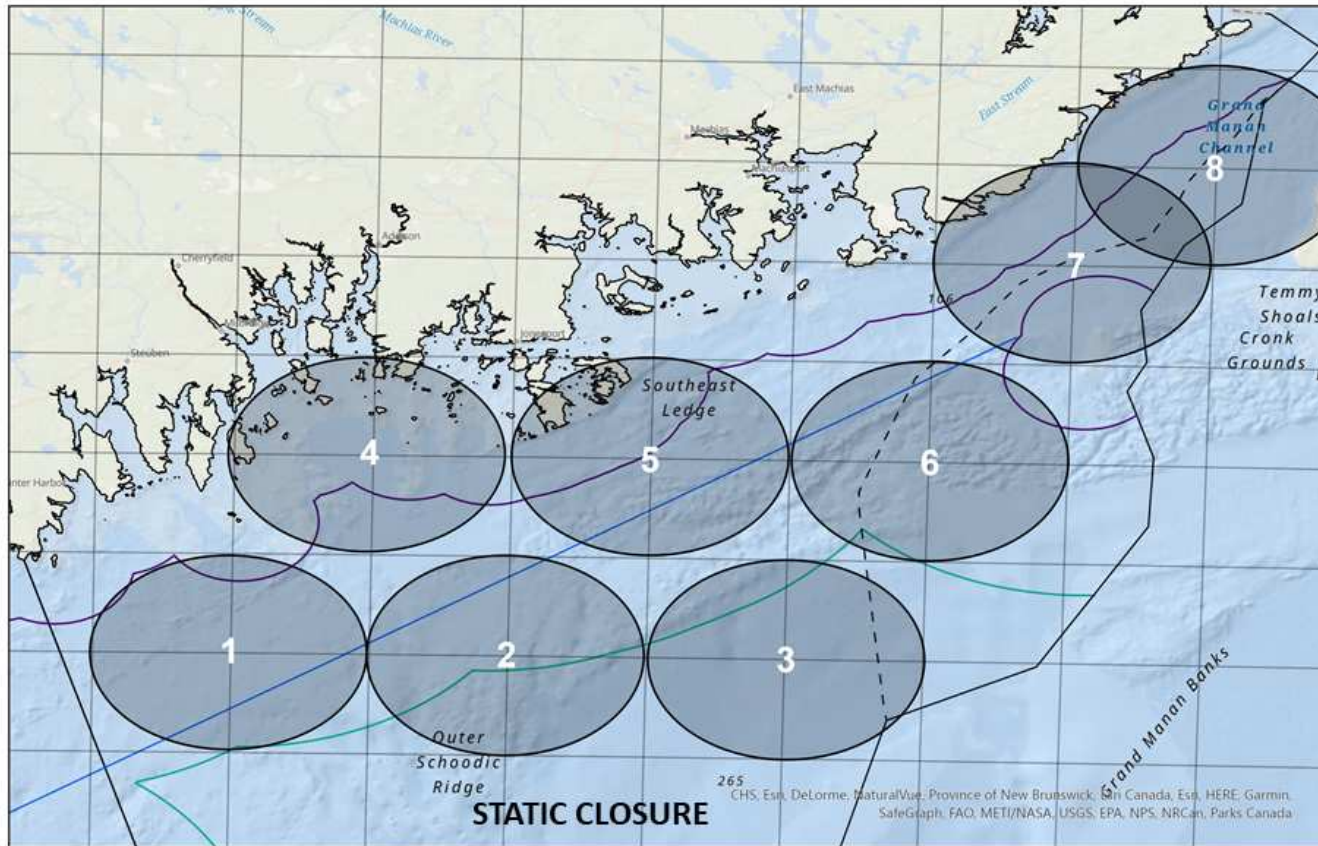 Machias
River
East Machias
East Stream
Grand
Manan
Channel
Machias
Machiasport
8
Addison
Cherryfield
7
106
Temmy
Shoals
Cronk
Grounds
Jonesport
Steuben
Southeast
Ledge
4
5
6
1
2
3
Outer
Schoodic
Ridge
Grand Manan Banks
265
STATIC CLOSURE
CHS, Esri, DeLorme, NaturalVue, Province of New Brunswick, Esri Canada, Esri, HERE, Garmin,
SafeGraph, FAO, METI/NASA, USGS, EPA, NPS, NRCan, Parks Canada